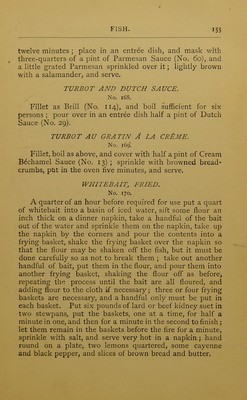 FISH. 155
twelve minutes ; place in an entrée dish, and mask with
three-quarters of a pint of Parmesan Sauce (No. 60), and
a little grated Parmesan sprinkled over it ; lightly brown
with a salamander, and serve.
TURBOT AND DUTCH SAUCE.
No. 168.
Fillet as Brill (No. 114), and boil sufficient for six
persons ; pour over in an entrée dish half a pint of Dutch
Sauce (No. 29).
TURBOT AU GRATIN Á LA CRÈME.
No. 169.
Fillet, boil as above, and cover with half a pint of Cream
Béchamel Sauce (No. 13) ; sprinkle with browned bread-
crumbs, put in the oven five minutes, and serve.
WHITEBAIT, FRIED.
No. 170.
A quarter of an hour before required for use put a quart
of whitebait into a basin of iced water, sift some flour an
inch thick on a dinner napkin, take a handful of the bait
out of the water and sprinkle them on the napkin, take up
the napkin by the corners and pour the contents into a
frying basket, shake the frying basket over the napkin so
that the flour may be shaken off the fish, but it must be
done carefully so as not to break them ; take out another
handful of bait, put them in the flour, and pour them into
another frying basket, shaking the flour off as before,
repeating the process until the bait are all floured, and
adding flour to the cloth if necessary ; three or four frying
baskets are necessary, and a handful only must be put in
each basket. Put six pounds of lard or beef kidney suet in
two stewpans, put the baskets, one at a time, for half a
minute in one, and then for a minute in the second to finish ;
let them remain in the baskets before the fire for a minute,
sprinkle with salt, and serve very hot in a napkin ; hand
round on a plate, two lemons quartered, some cayenne
and black pepper, and slices of brown bread and butter.